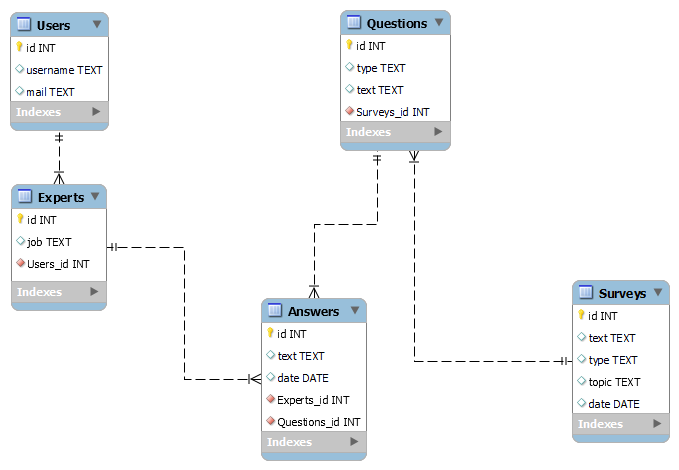 Users
id INT
username TEXT
mail TEXT
Indexes
Experts
id INT
job TEXT
Users_id INT
Indexes
Questions
id INT
type TEXT
text TEXT
Surveys_id INT
Indexes
Answers
id INT
text TEXT
date DATE
Experts_id INT
Questions_id INT
Indexes
Surveys
id INT
text TEXT
type TEXT
topic TEXT
date DATE
Indexes